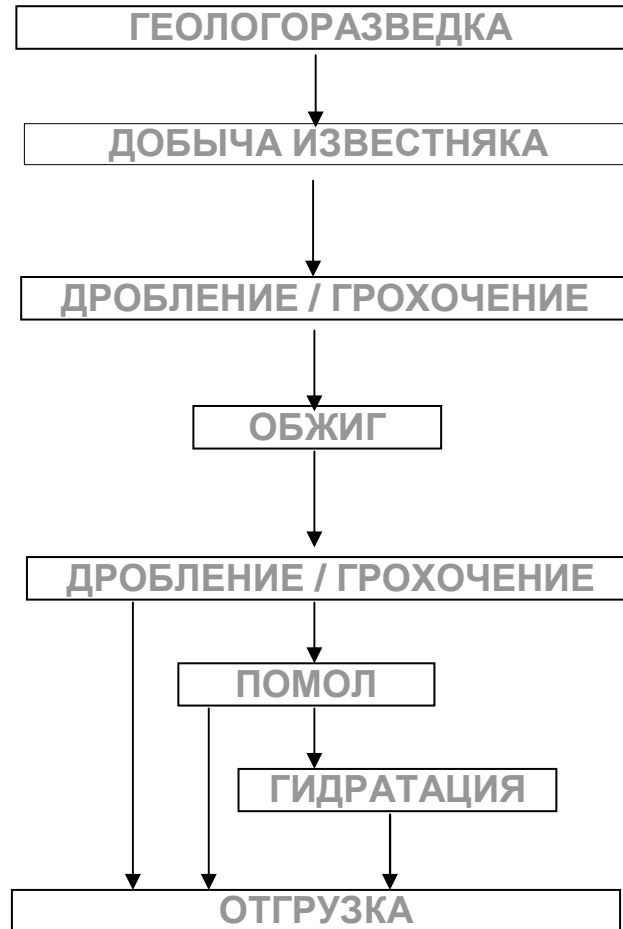 ГЕОЛОГОРАЗВЕДКА
ДОБЫЧА ИЗВЕСТНЯКА
ДРОБЛЕНИЕ / ГРОХОЧЕНИЕ
ОБЖИГ
ДРОБЛЕНИЕ / ГРОХОЧЕНИЕ
ПОМОЛ
ГИДРАТАЦИЯ
ОТГРУЗКА